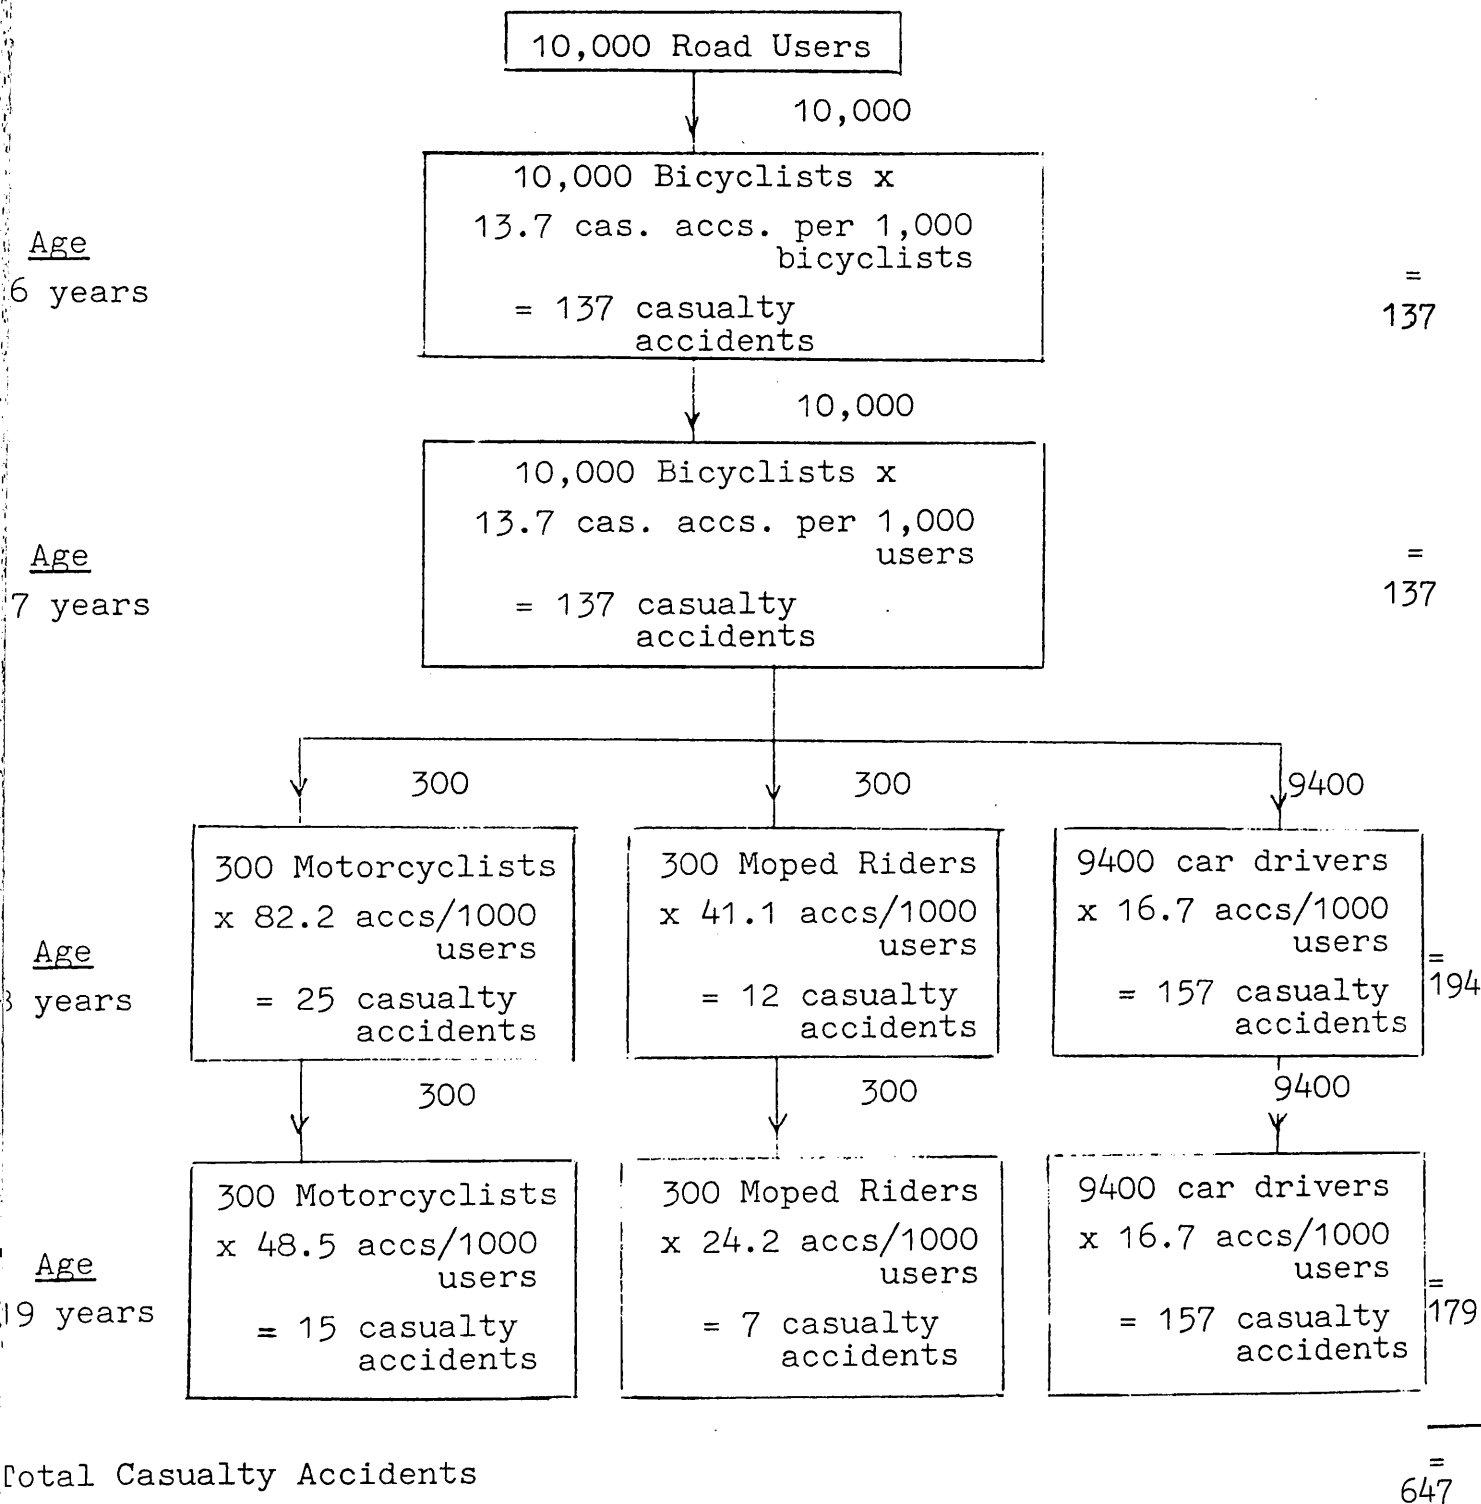 10,000 Road Users
10,000
10,000 Bicyclists x
13.7 cas. accs. per 1,000
bicyclists
= 137 casualty
accidents
Age
6 years
=
137
10,000
10,000 Bicyclists x
13.7 cas. accs. per 1,000
users
= 137 casualty
accidents
Age
7 years
=
137
300
300
9400
300 Motorcyclists
x 82.2 accs/1000
users
= 25 casualty
accidents
300 Moped Riders
x 41.1 accs/1000
users
= 12 casualty
accidents
9400 car drivers
x 16.7 accs/1000
users
= 157 casualty
accidents
Age
years
=
194
300
300
9400
300 Motorcyclists
x 48.5 accs/1000
users
= 15 casualty
accidents
300 Moped Riders
x 24.2 accs/1000
users
= 7 casualty
accidents
9400 car drivers
x 16.7 accs/1000
users
= 157 casualty
accidents
Age
19 years
=
179
Total Casualty Accidents
=
647